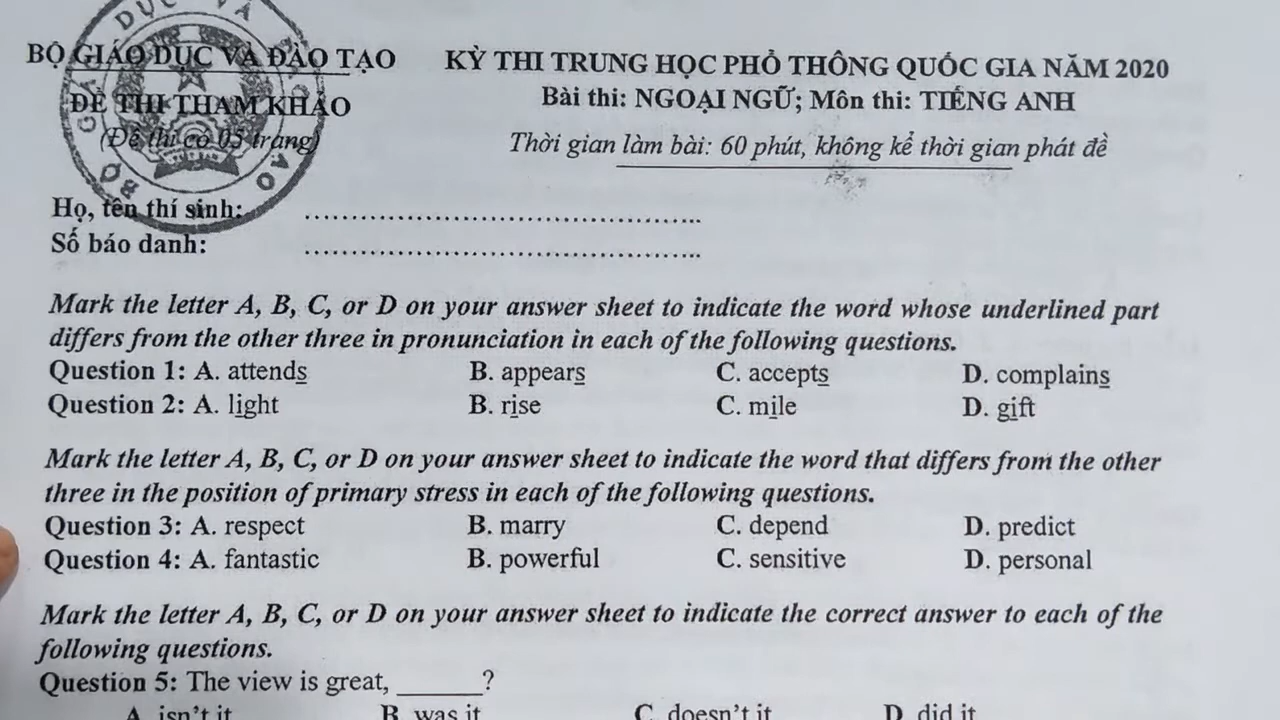 BỘ GIÁO DỤC VÀ ĐÀO TẠO
ĐỀ THI THAM KHẢO
(Đề thi có 05 trang)
KỲ THI TRUNG HỌC PHỔ THÔNG QUỐC GIA NĂM 2020
Bài thi: NGOẠI NGỮ; Môn thi: TIẾNG ANH
Thời gian làm bài: 60 phút, không kể thời gian phát đề
Họ, tên thí sinh: ................................................
Số báo danh: ................................................
Mark the letter A, B, C, or D on your answer sheet to indicate the word whose underlined part
differs from the other three in pronunciation in each of the following questions.
Question 1: A. attends B. appears C. accepts D. complains
Question 2: A. light B. rise C. mile D. gift
Mark the letter A, B, C, or D on your answer sheet to indicate the word that differs from the other
three in the position of primary stress in each of the following questions.
Question 3: A. respect B. marry C. depend D. predict
Question 4: A. fantastic B. powerful C. sensitive D. personal
Mark the letter A, B, C, or D on your answer sheet to indicate the correct answer to each of the
following questions.
Question 5: The view is great, ______?
A. isn't it B. was it C. doesn't it D. did it